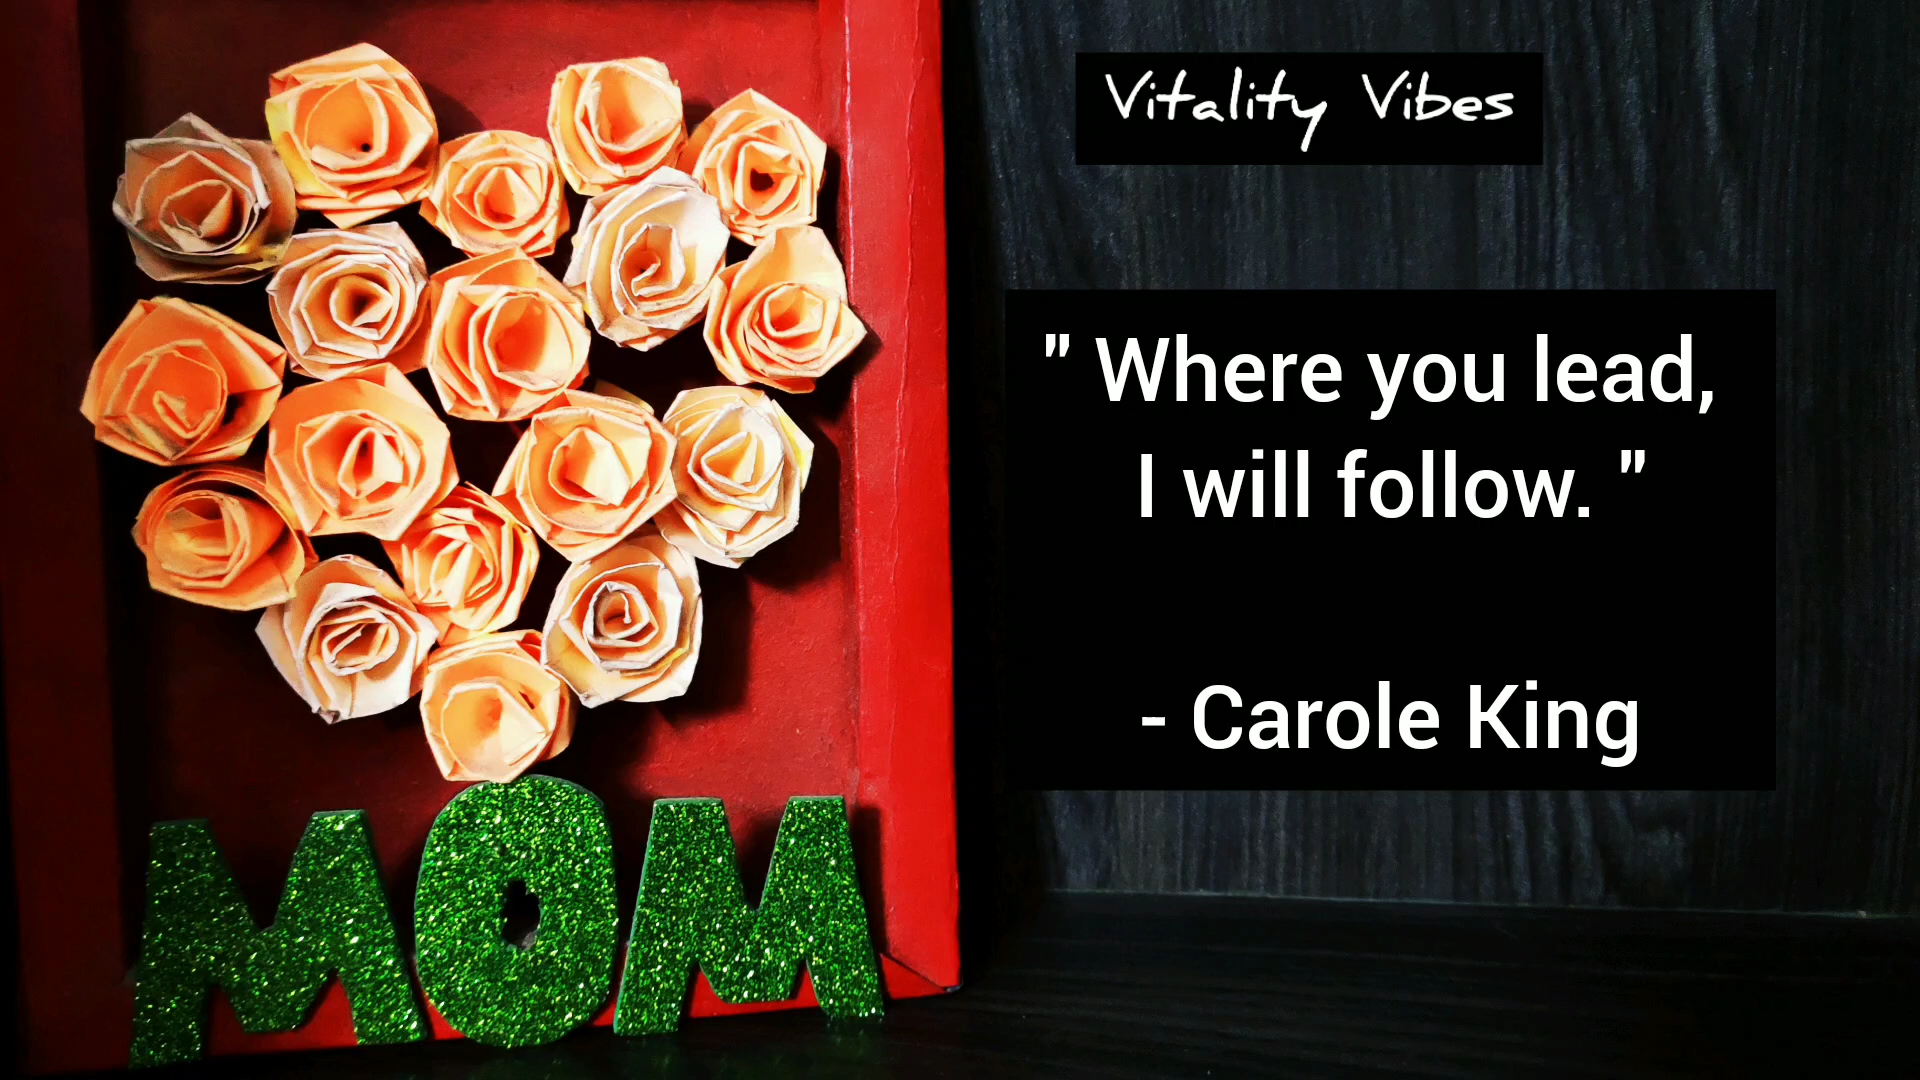 Vitality Vibes
" Where you lead,
I will follow. "
- Carole King
MOM